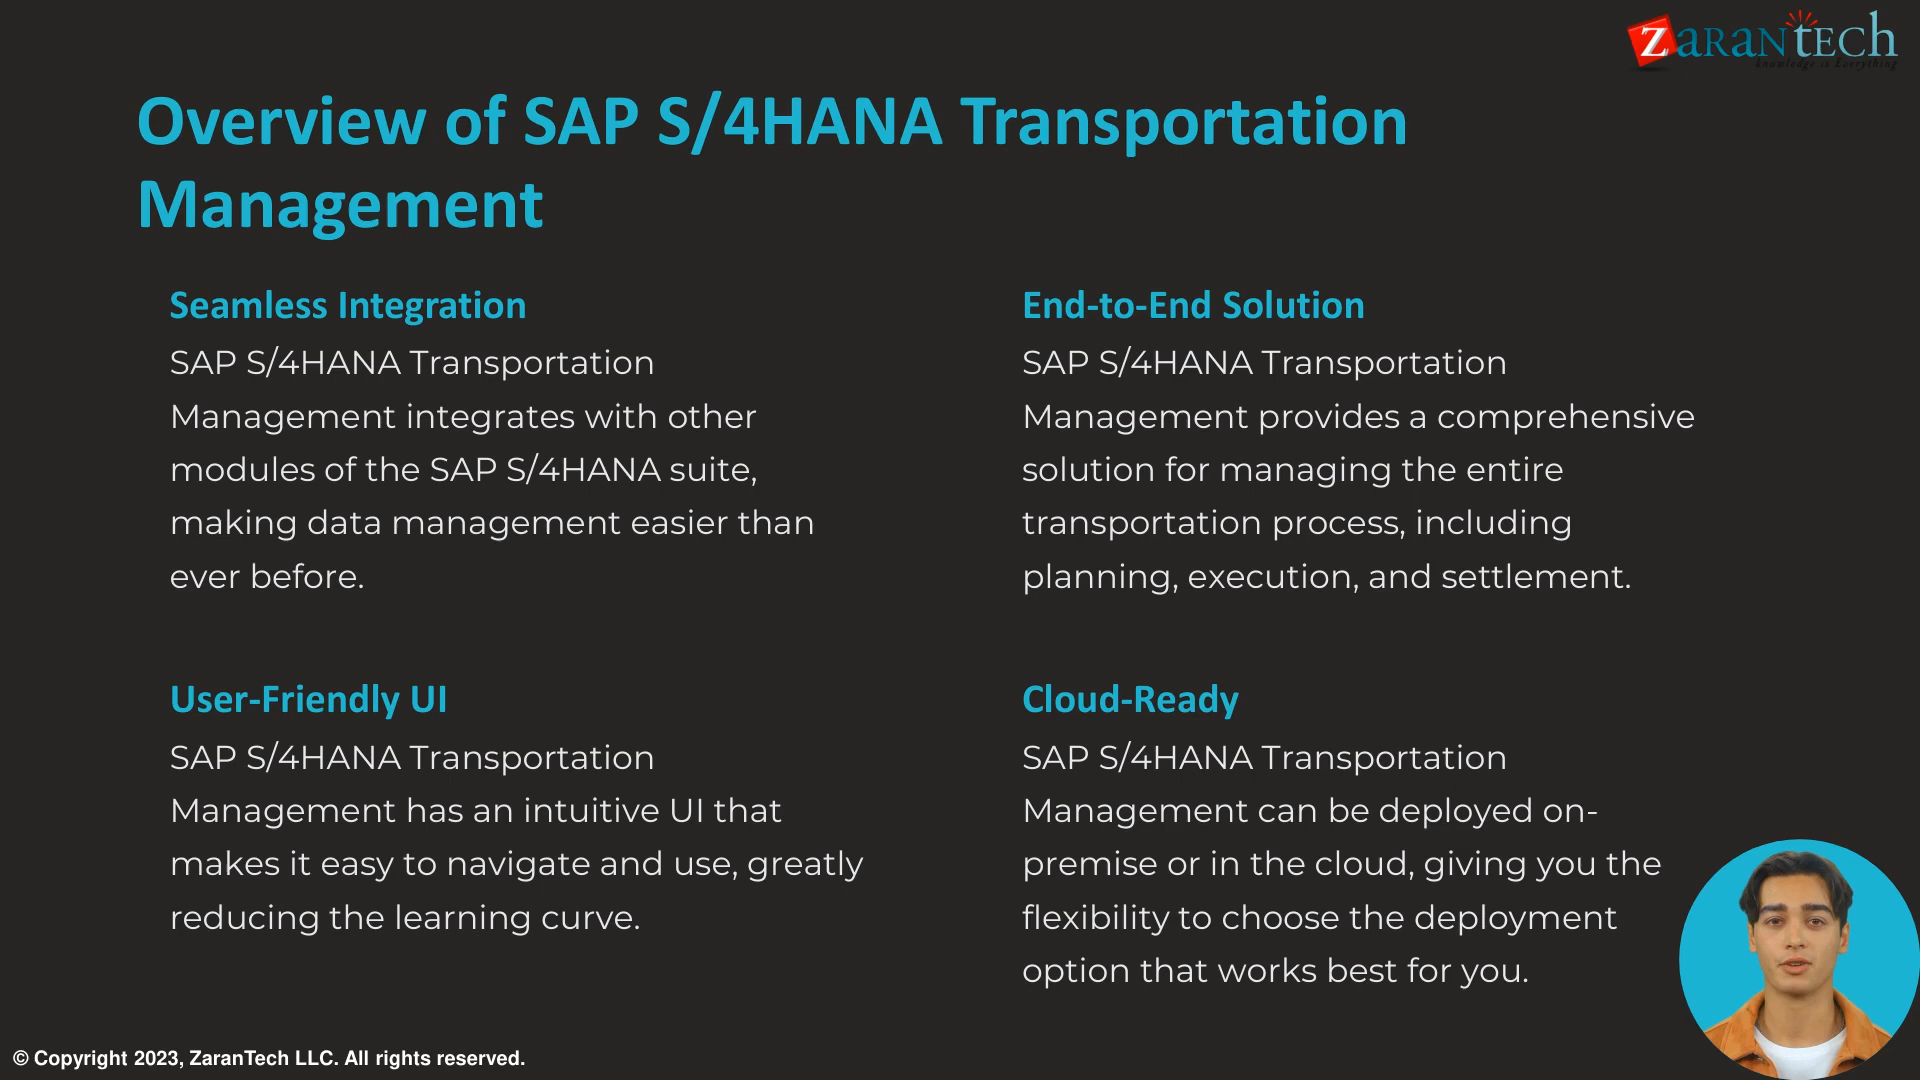 ZaranTech
Knowledge is Everything
Overview of SAP S/4HANA Transportation
Management
Seamless Integration
SAP S/4HANA Transportation
Management integrates with other
modules of the SAP S/4HANA suite,
making data management easier than
ever before.
End-to-End Solution
SAP S/4HANA Transportation
Management provides a comprehensive
solution for managing the entire
transportation process, including
planning, execution, and settlement.
User-Friendly UI
SAP S/4HANA Transportation
Management has an intuitive UI that
makes it easy to navigate and use, greatly
reducing the learning curve.
Cloud-Ready
SAP S/4HANA Transportation
Management can be deployed on-
premise or in the cloud, giving you the
flexibility to choose the deployment
option that works best for you.
© Copyright 2023, ZaranTech LLC. All rights reserved.